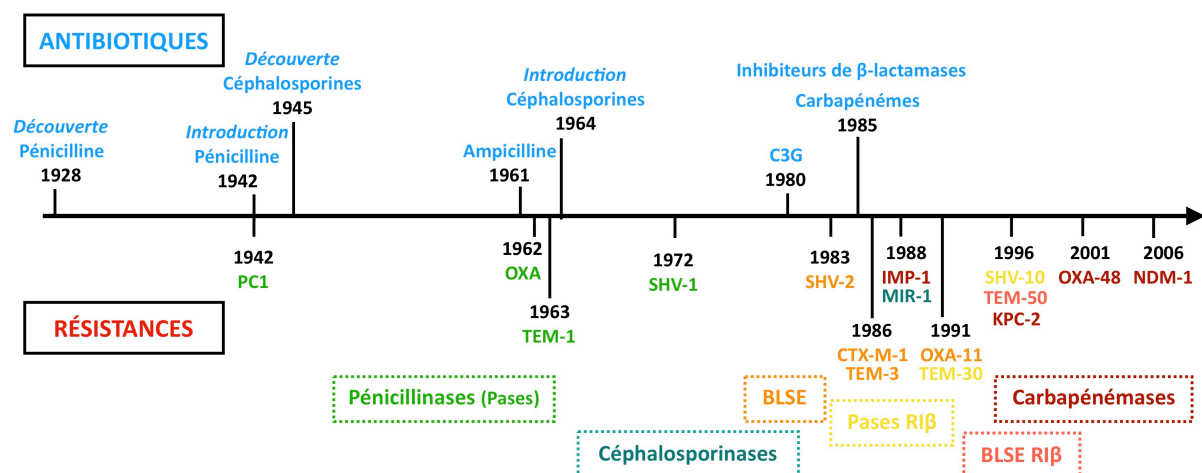 ANTIBIOTIQUES
Découverte
Pénicilline
1928
Introduction
Pénicilline
1942
Découverte
Céphalosporines
1945
Ampicilline
1961
Introduction
Céphalosporines
1964
C3G
1980
Inhibiteurs de β-lactamases
Carbapénémes
1985
1942
PC1
1962
OXA
1963
TEM-1
1972
SHV-1
1983
SHV-2
1986
CTX-M-1
TEM-3
1988
IMP-1
MIR-1
1991
OXA-11
TEM-30
1996
SHV-10
TEM-50
KPC-2
2001
OXA-48
2006
NDM-1
RÉSISTANCES
Pénicillinases (Pases)
Céphalosporinases
BLSE
Pases RIβ
BLSE RIβ
Carbapénémases